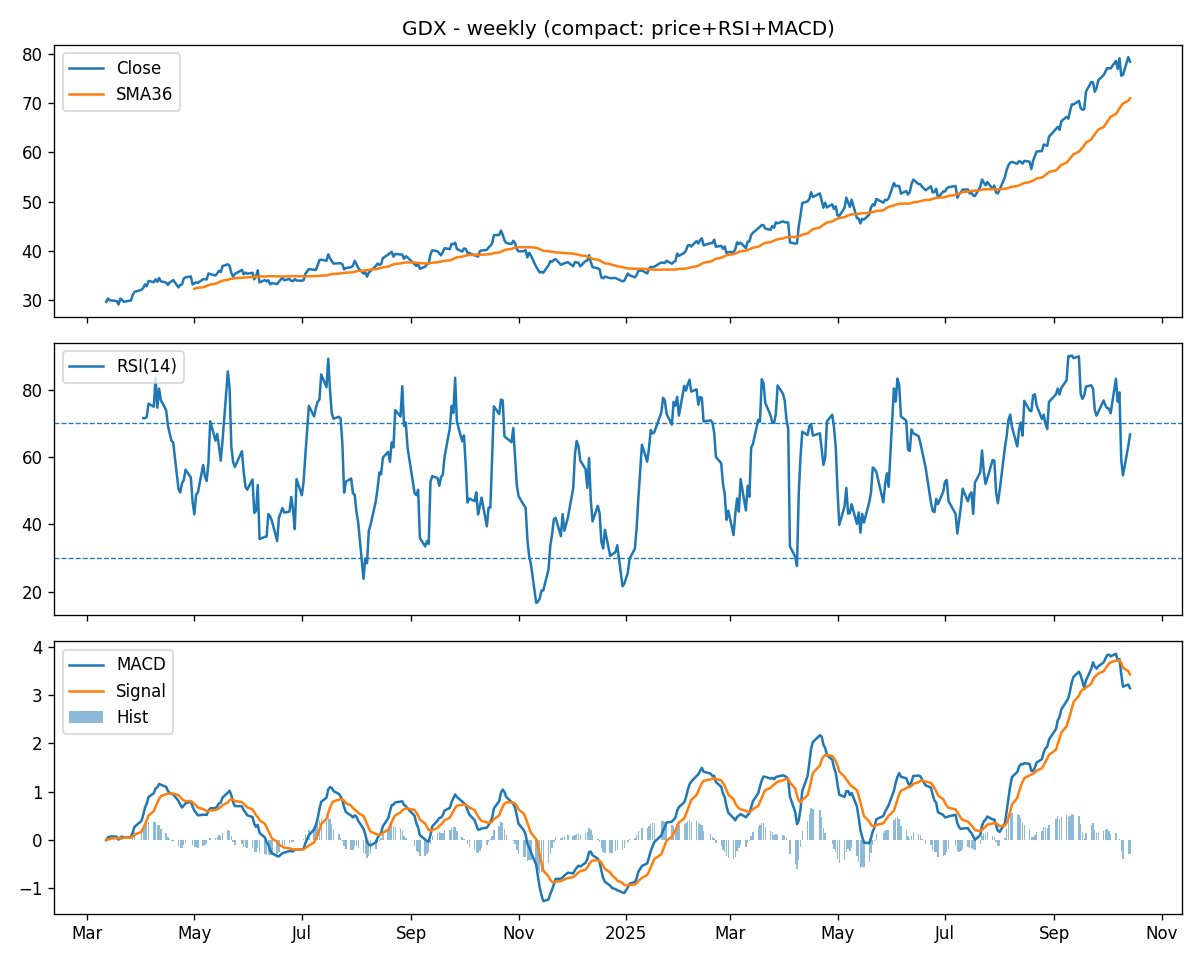 GDX - weekly (compact: price+RSI+MACD)
80
70
60
50
40
30
Close
SMA36
80
60
40
20
RSI(14)
4
3
2
1
0
−1
MACD
Signal
Hist
Mar May Jul Sep Nov 2025 Mar May Jul Sep Nov